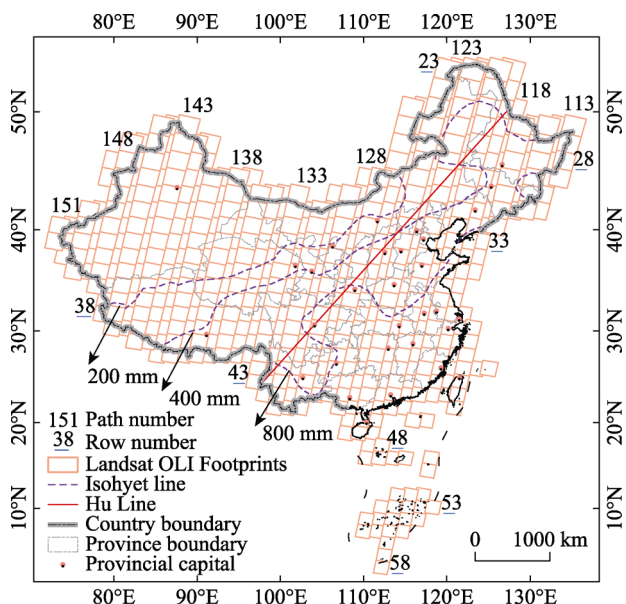 80°E 90°E 100°E 110°E 120°E 130°E
23 123
118
113
143
148 138 133 128
28
151
33
38
43
50°N 50°N
40°N 40°N
30°N 30°N
20°N 20°N
10°N 10°N
200 mm
400 mm
800 mm
48
53
58
151 Path number
38 Row number
Landsat OLI Footprints
Isohyet line
Hu Line
Country boundary
Province boundary
Provincial capital
0 1000 km
80°E 90°E 100°E 110°E 120°E 130°E